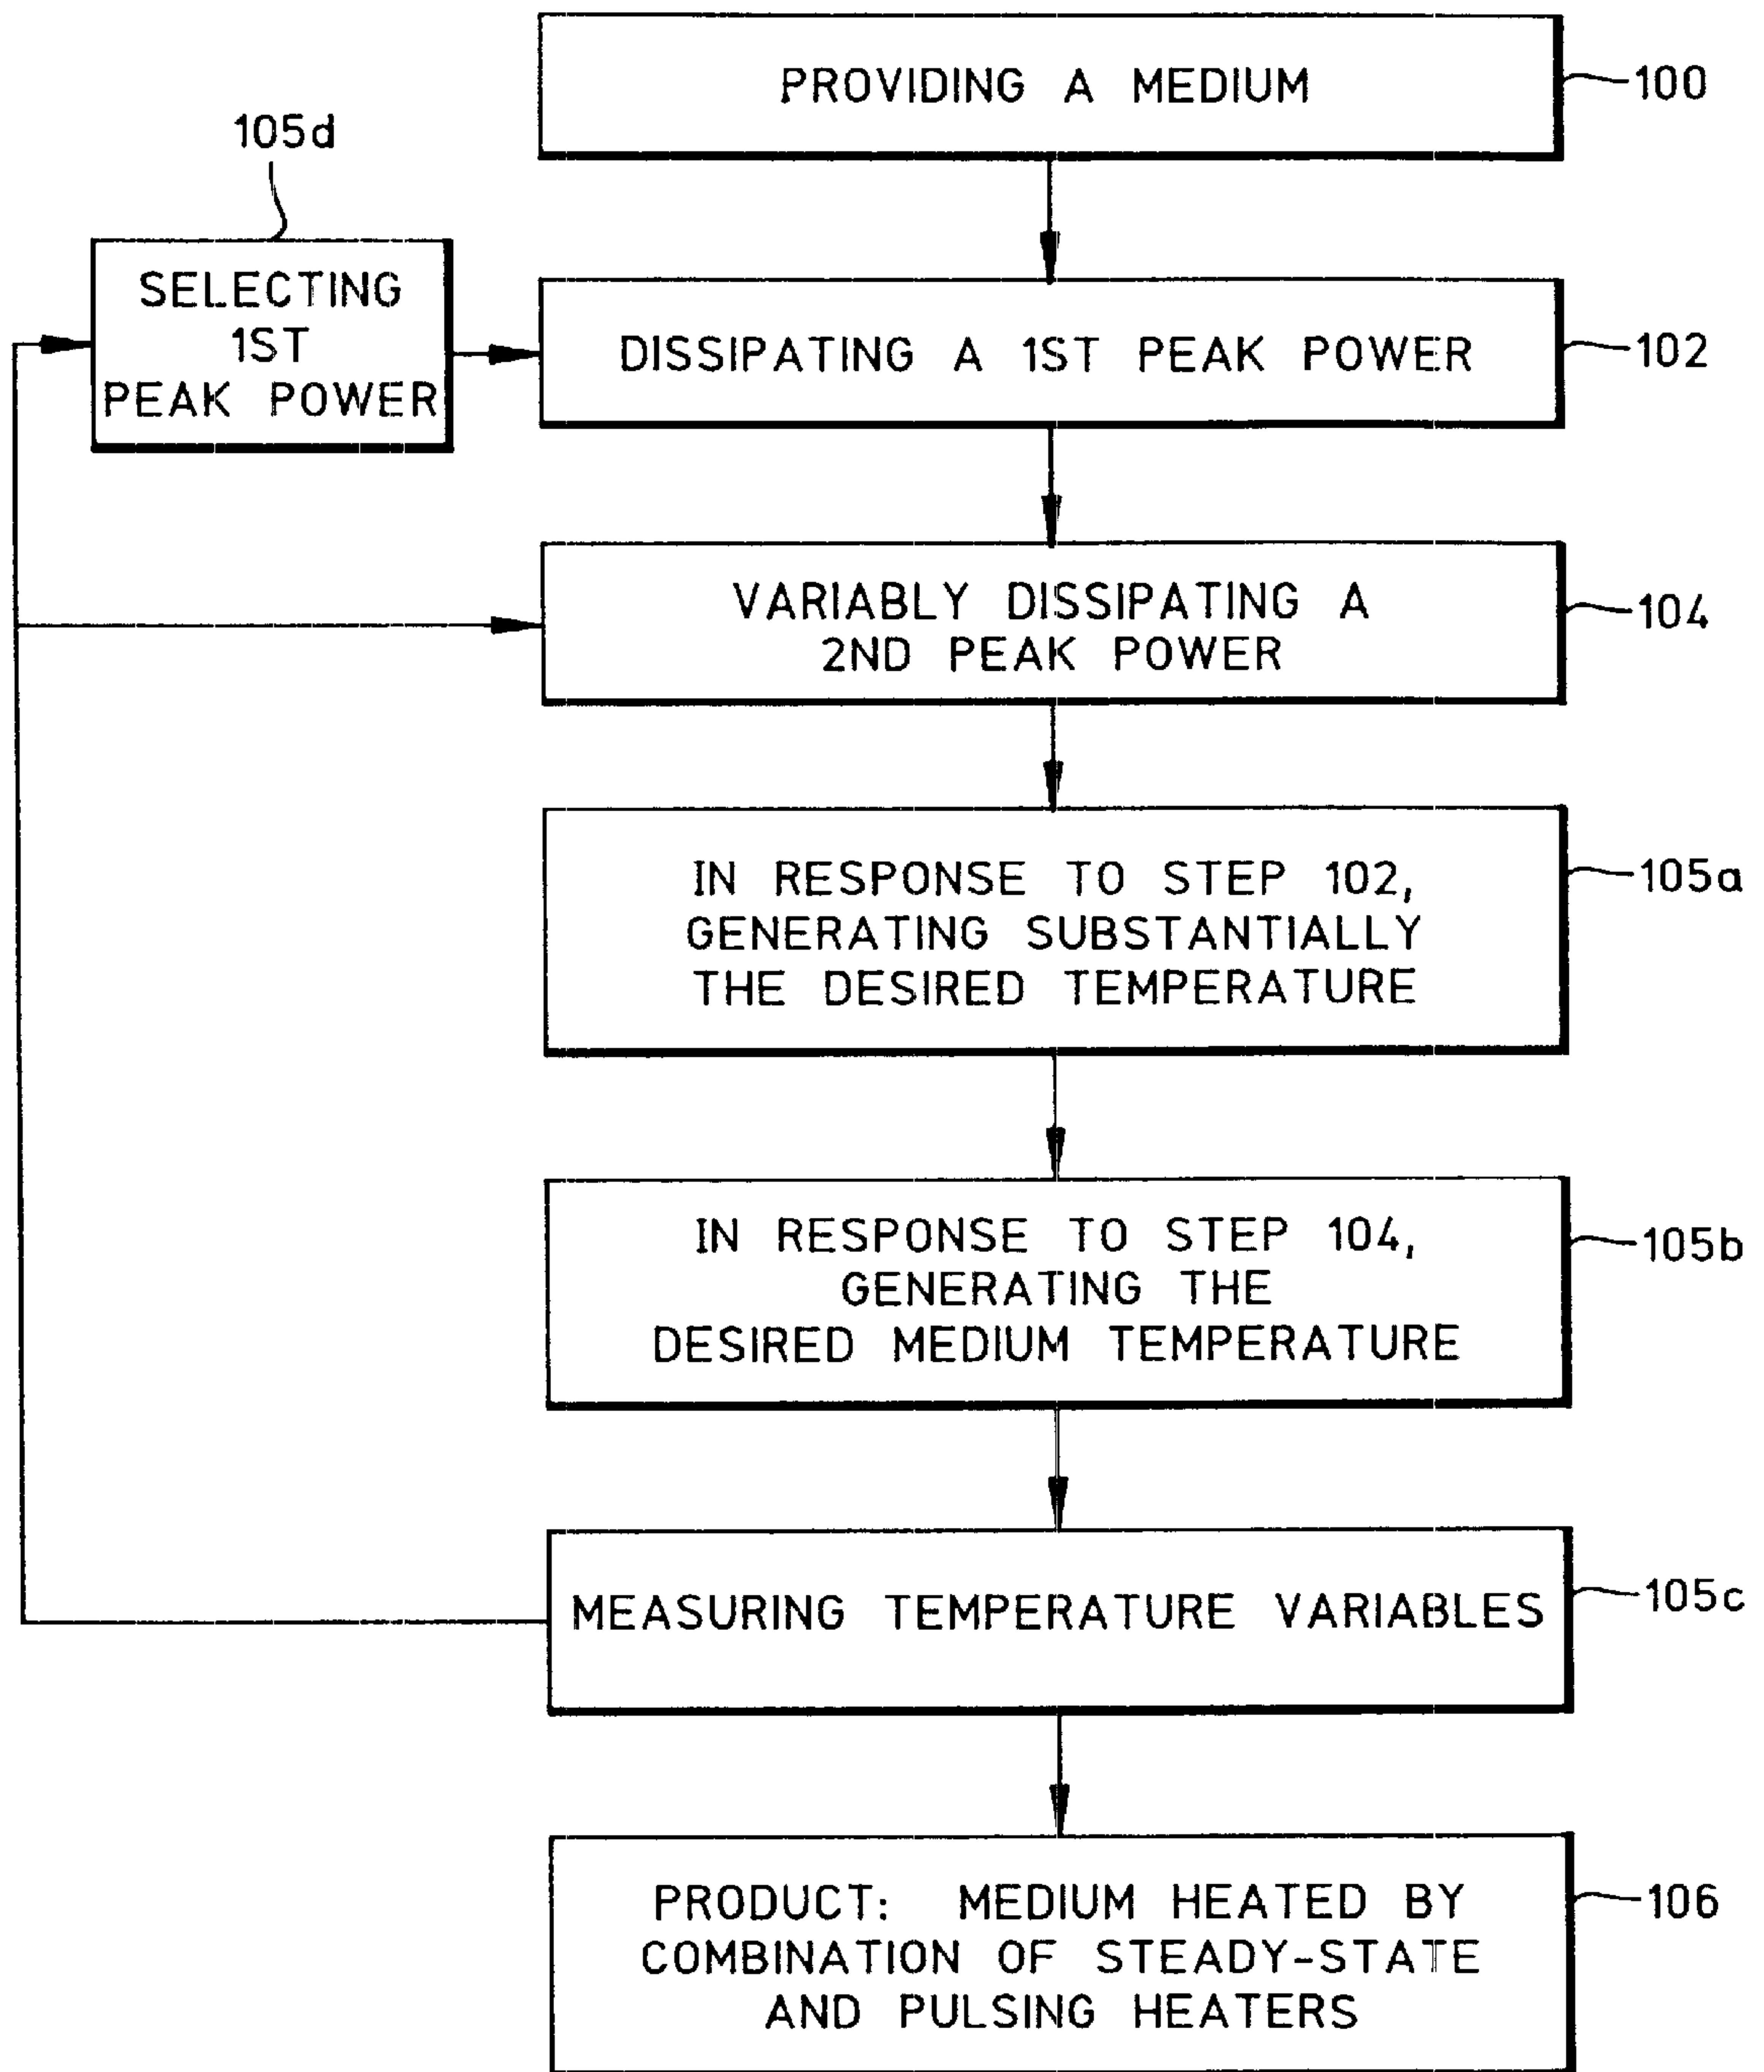 PROVIDING A MEDIUM
100
105d
SELECTING
1ST
PEAK POWER
DISSIPATING A 1ST PEAK POWER
102
VARIABLY DISSIPATING A
2ND PEAK POWER
104
IN RESPONSE TO STEP 102,
GENERATING SUBSTANTIALLY
THE DESIRED TEMPERATURE
105a
IN RESPONSE TO STEP 104,
GENERATING THE
DESIRED MEDIUM TEMPERATURE
105b
MEASURING TEMPERATURE VARIABLES
105c
PRODUCT: MEDIUM HEATED BY
COMBINATION OF STEADY-STATE
AND PULSING HEATERS
106